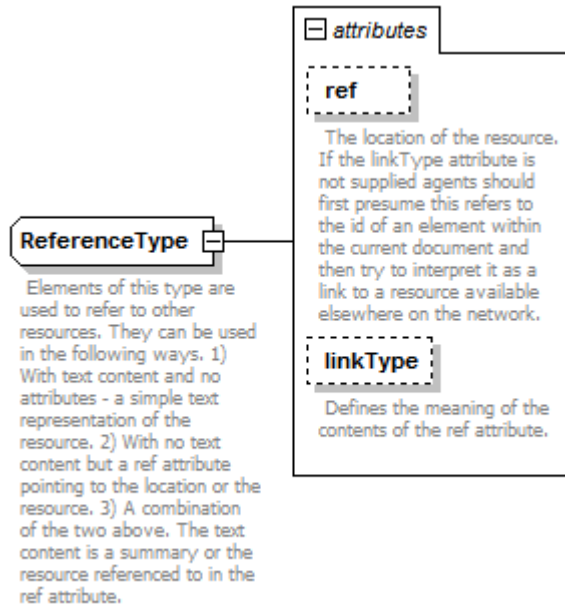 attributes
ref
The location of the resource.
If the linkType attribute is
not supplied agents should
first presume this refers to
the id of an element within
the current document and
then try to interpret it as a
link to a resource available
elsewhere on the network.
linkType
Defines the meaning of the
contents of the ref attribute.
ReferenceType
Elements of this type are
used to refer to other
resources. They can be used
in the following ways. 1)
With text content and no
attributes - a simple text
representation of the
resource. 2) With no text
content but a ref attribute
pointing to the location or the
resource. 3) A combination
of the two above. The text
content is a summary or the
resource referenced to in the
ref attribute.